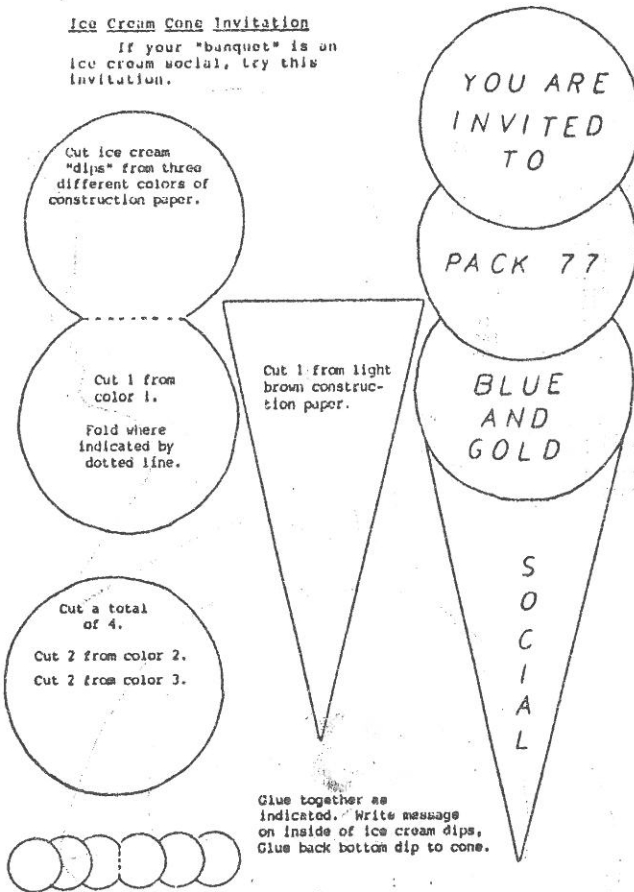 Ice Cream Cone Invitation
If your "banquet" is an
ice cream social, try this
invitation.
Cut ice cream
"dips" from three
different colors of
construction paper.
Cut 1 from
color 1.
Fold where
indicated by
dotted line.
Cut a total
of 4.
Cut 2 from color 2.
Cut 2 from color 3.
Cut 1 from light
brown construc-
tion paper.
Glue together as
indicated. Write message
on inside of ice cream dips,
Glue back bottom dip to cone.
YOU ARE
INVITED
TO
PACK 77
BLUE
AND
GOLD
SOCIAL